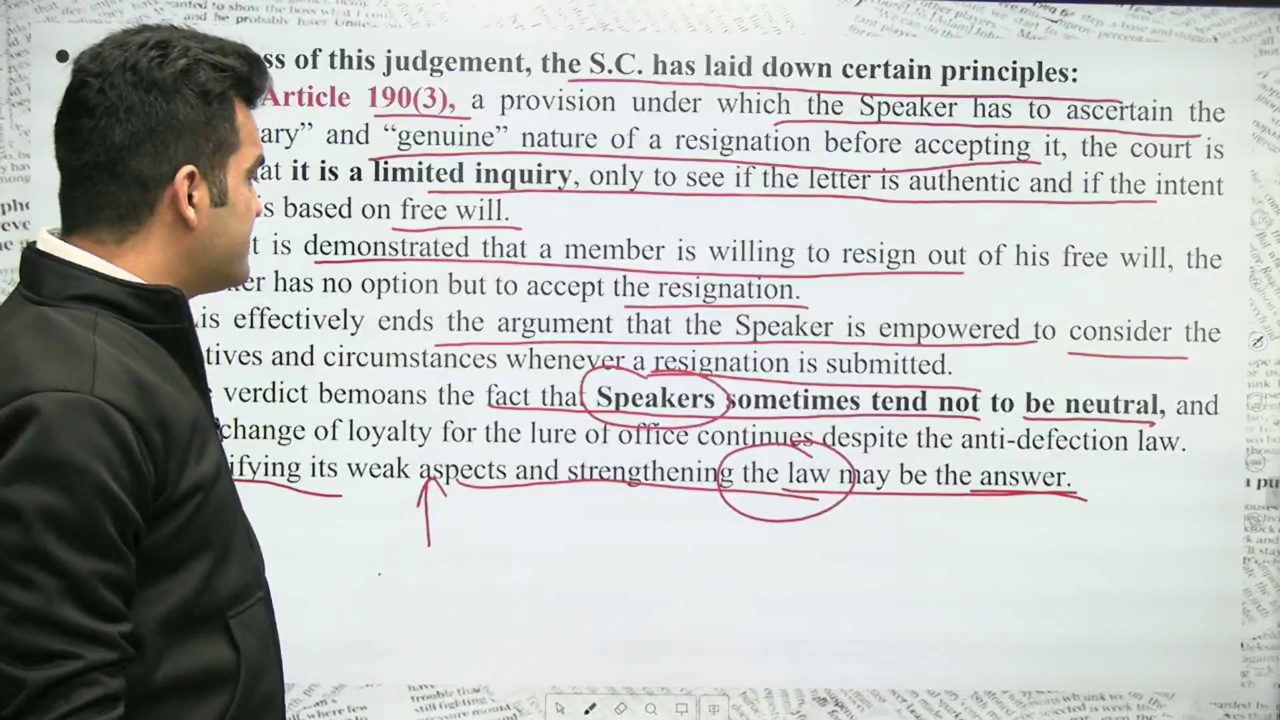 ss of this judgement, the S.C. has laid down certain principles:
Article 190(3), a provision under which the Speaker has to ascertain the
ary” and “genuine” nature of a resignation before accepting it, the court is
at it is a limited inquiry, only to see if the letter is authentic and if the intent
s based on free will.
t is demonstrated that a member is willing to resign out of his free will, the
er has no option but to accept the resignation.
is effectively ends the argument that the Speaker is empowered to consider the
tives and circumstances whenever a resignation is submitted.
verdict bemoans the fact that Speakers sometimes tend not to be neutral, and
change of loyalty for the lure of office continues despite the anti-defection law.
ifying its weak aspects and strengthening the law may be the answer.